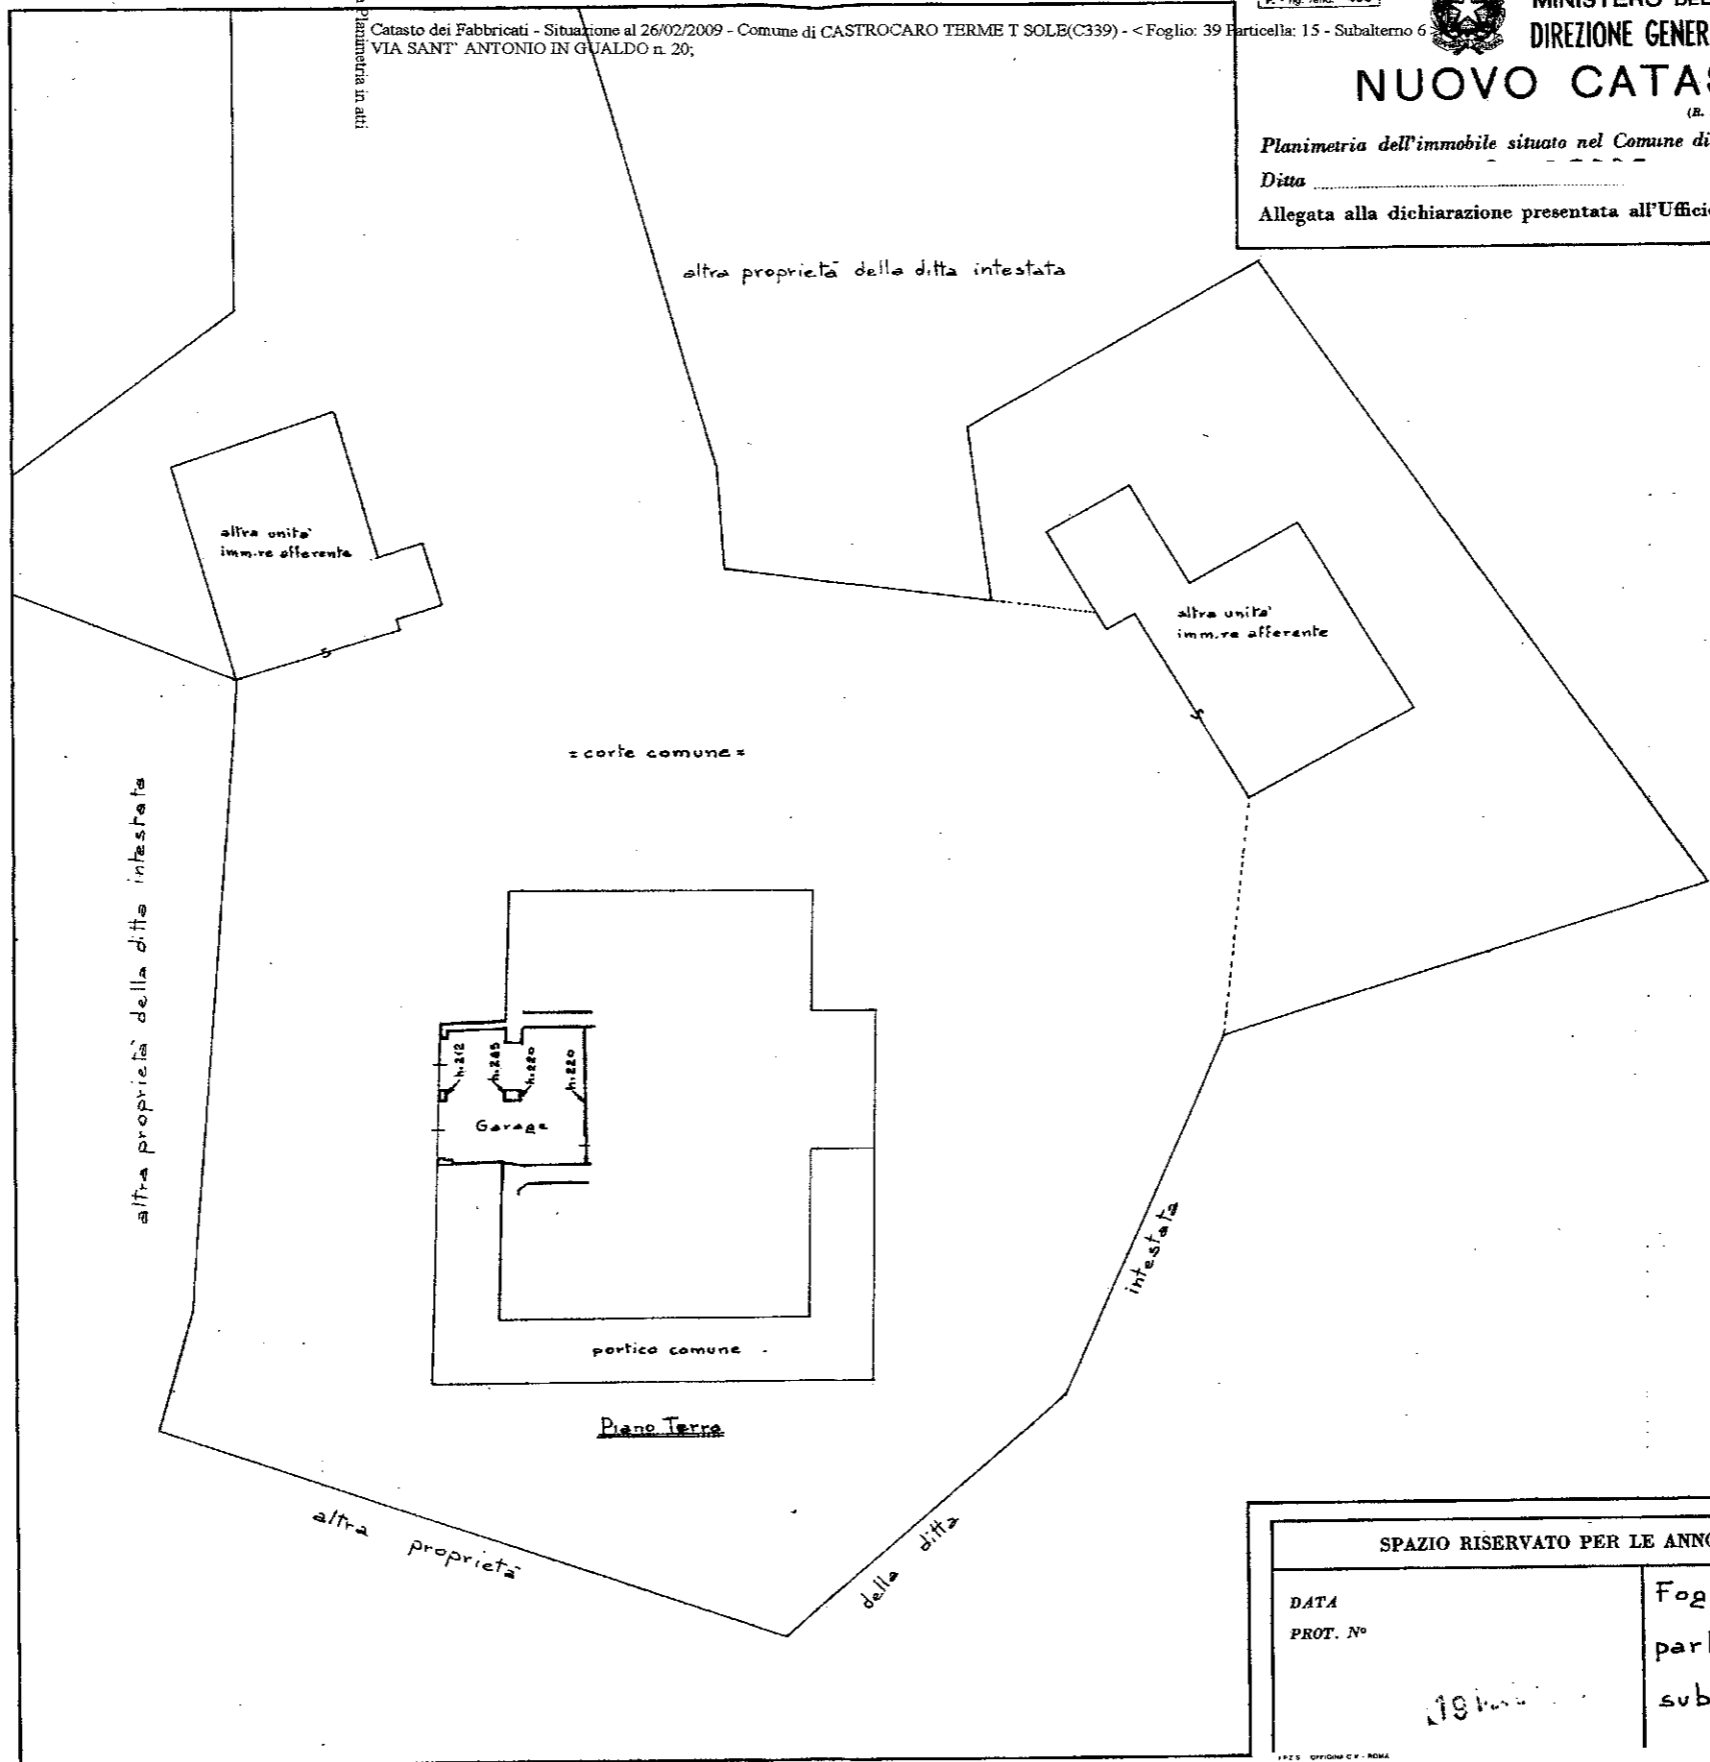 Catasto dei Fabbricati - Situazione al 26/02/2009 - Comune di CASTROCARO TERME T SOLE(C339) - < Foglio: 39 Particella: 15 - Subalterno 6
VIA SANT' ANTONIO IN GUALDO n. 20;
Planimetria in atti
MINISTERO
DIREZIONE GENER
NUOVO CATAS
(R.
Planimetria dell'immobile situato nel Comune di
Ditta
Allegata alla dichiarazione presentata all'Uffici
altra proprietà della ditta intestata
altra unita'
imm.re afferente
altra unita'
imm.re afferente
= corte comune =
altra proprietà della ditta intestata
h.212
h.285
h.220
h.220
Garage
portico comune
Piano Terra
altra proprietà della ditta intestata
SPAZIO RISERVATO PER LE ANNO
DATA
PROT. Nº
Fog
par
sub